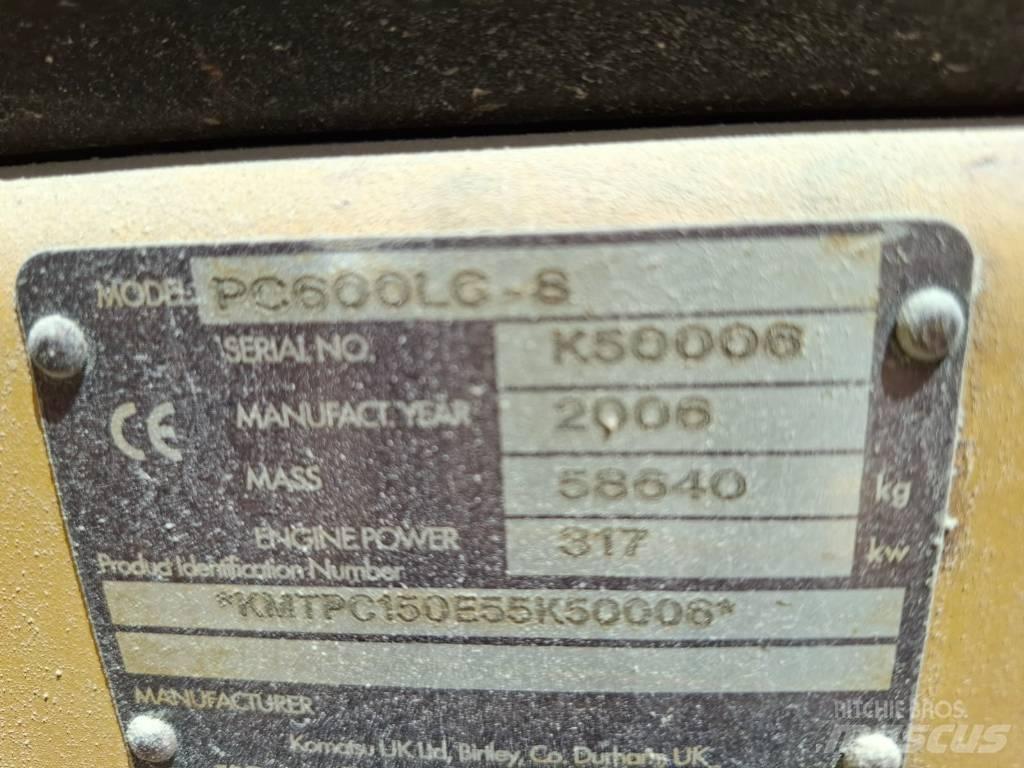 MODEL: PC600LC-8
SERIAL NO. K50006
CE
MANUFACT.YEAR 2006
MASS 58640 kg
ENGINE POWER 317 kw
Product Identification Number
*KMTPC150E55K50006*
MANUFACTURER
Komatsu UK Ltd, Birtley, Co. Durham UK
RITCHIE BROS.
Mascus